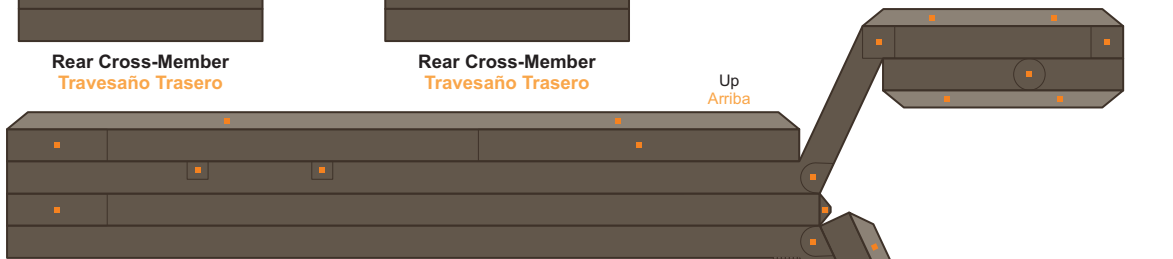 Rear Cross-Member
Travesaño Trasero
Rear Cross-Member
Travesaño Trasero
Up
Arriba